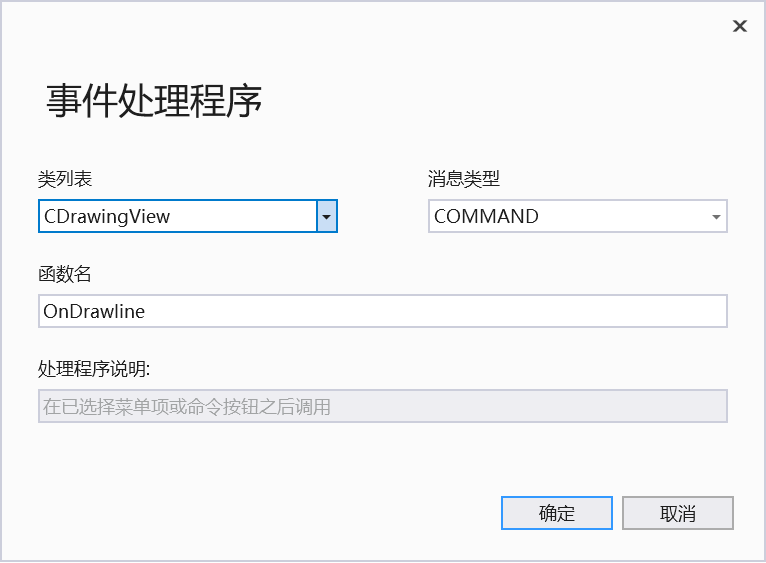 事件处理程序
类列表
消息类型
CDrawingView
COMMAND
函数名
OnDrawline
处理程序说明:
在已选择菜单项或命令按钮之后调用
确定
取消